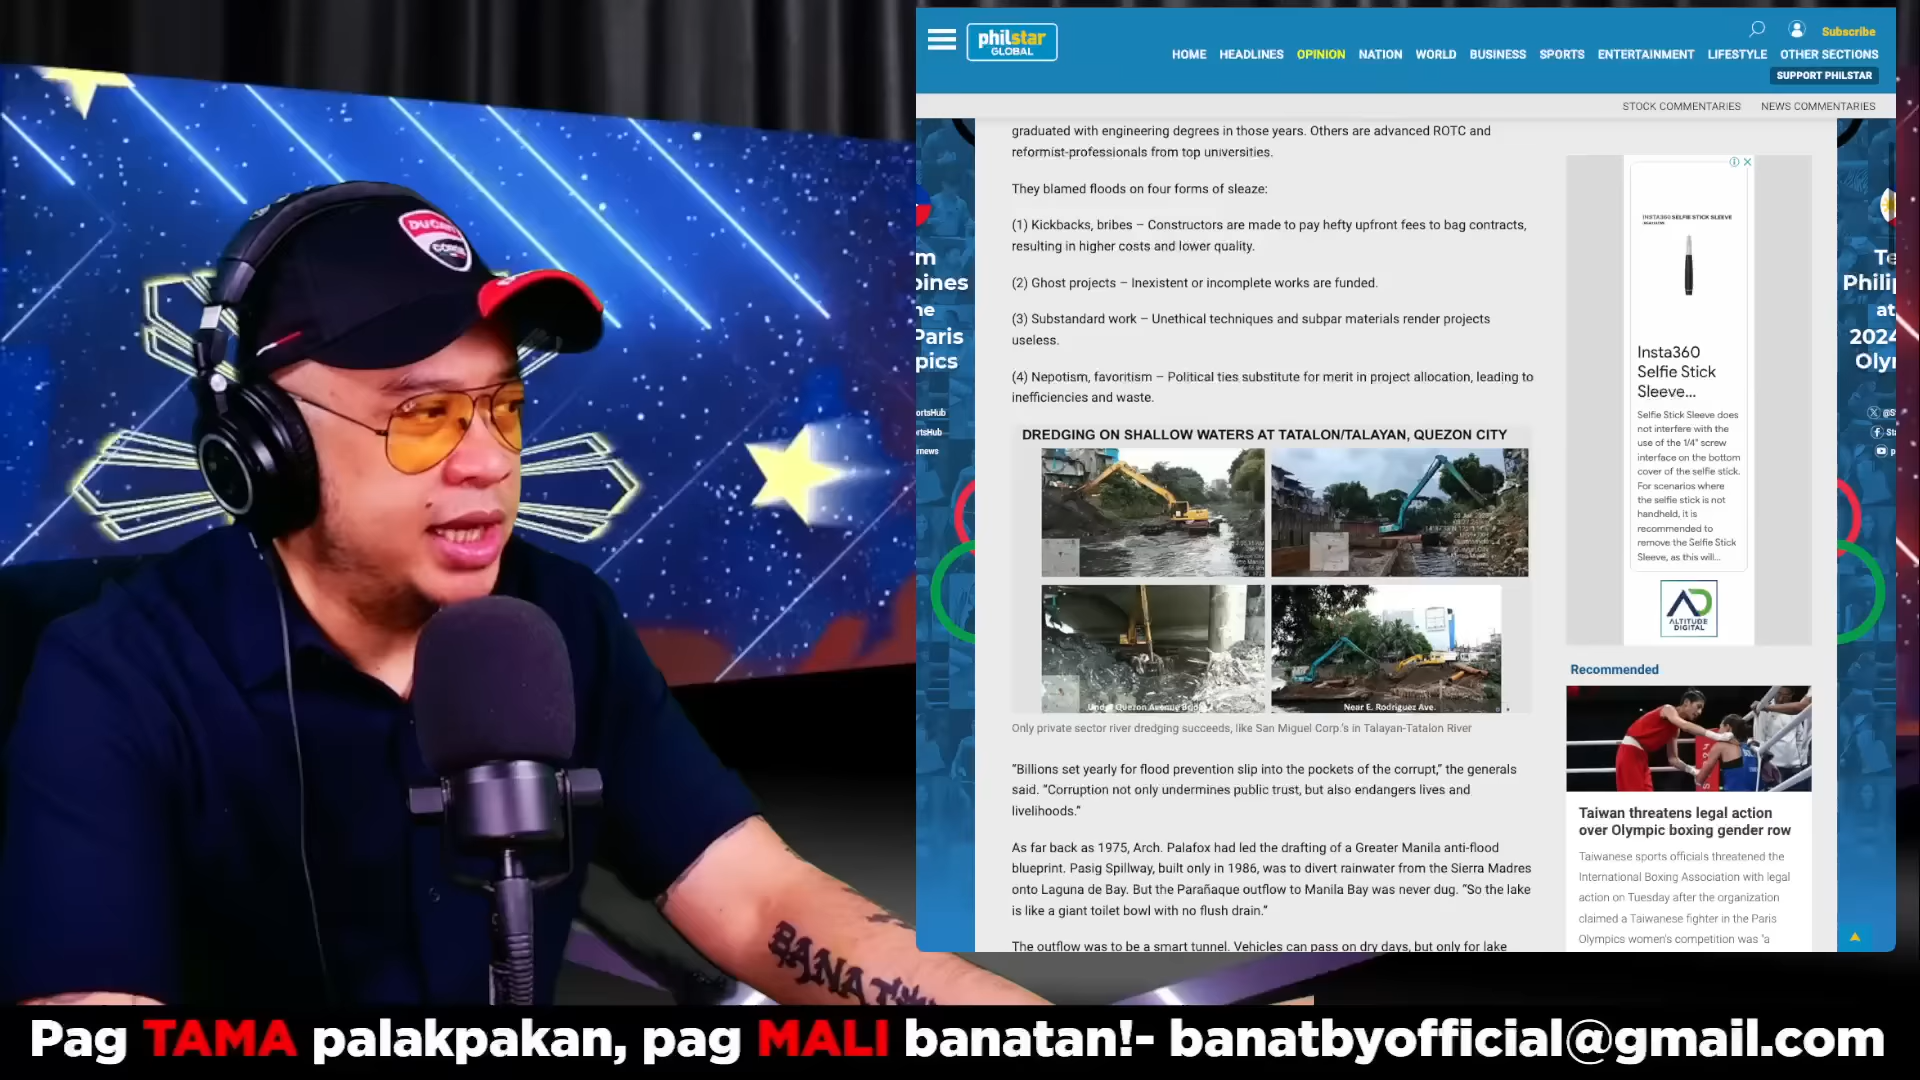 philstar
GLOBAL
Subscribe
HOME HEADLINES OPINION NATION WORLD BUSINESS SPORTS ENTERTAINMENT LIFESTYLE OTHER SECTIONS
SUPPORT PHILSTAR
STOCK COMMENTARIES NEWS COMMENTARIES
graduated with engineering degrees in those years. Others are advanced ROTC and
reformist-professionals from top universities.
They blamed floods on four forms of sleaze:
(1) Kickbacks, bribes – Constructors are made to pay hefty upfront fees to bag contracts,
resulting in higher costs and lower quality.
(2) Ghost projects – Inexistent or incomplete works are funded.
(3) Substandard work – Unethical techniques and subpar materials render projects
useless.
(4) Nepotism, favoritism – Political ties substitute for merit in project allocation, leading to
inefficiencies and waste.
DREDGING ON SHALLOW WATERS AT TATALON/TALAYAN, QUEZON CITY
Near E. Rodriguez Ave.
Only private sector river dredging succeeds, like San Miguel Corp.'s in Talayan-Tatalon River
“Billions set yearly for flood prevention slip into the pockets of the corrupt,” the generals
said. “Corruption not only undermines public trust, but also endangers lives and
livelihoods.”
As far back as 1975, Arch. Palafox had led the drafting of a Greater Manila anti-flood
blueprint. Pasig Spillway, built only in 1986, was to divert rainwater from the Sierra Madres
onto Laguna de Bay. But the Parañaque outflow to Manila Bay was never dug. “So the lake
is like a giant toilet bowl with no flush drain.”
The outflow was to be a smart tunnel. Vehicles can pass on dry days, but only for lake
INSTA360 SELFIE STICK SLEEVE
Insta360
Selfie Stick
Sleeve...
Selfie Stick Sleeve does
not interfere with the
use of the 1/4" screw
interface on the bottom
cover of the selfie stick.
For scenarios where
the selfie stick is not
handheld, it is
recommended to
remove the Selfie Stick
Sleeve, as this will...
ALTITUDE
DIGITAL
Recommended
Taiwan threatens legal action
over Olympic boxing gender row
Taiwanese sports officials threatened the
International Boxing Association with legal
action on Tuesday after the organization
claimed a Taiwanese fighter in the Paris
Olympics women's competition was "a
DUCATI
CORSE
BANAT
Pag TAMA palakpakan, pag MALI banatan!- banatbyofficial@gmail.com